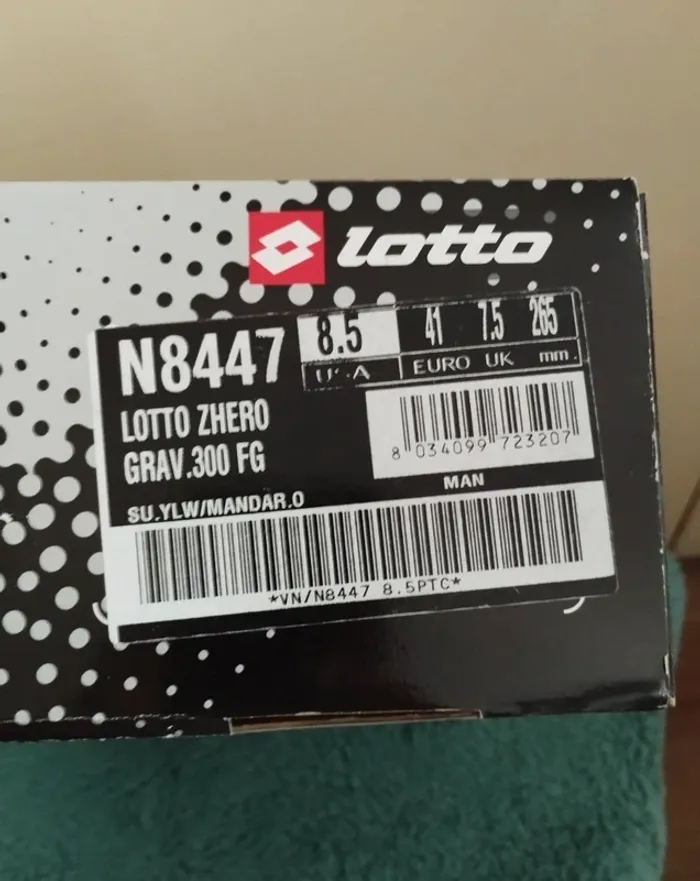 lotto
N8447
8.5 41 7.5 265
U.S.A EURO UK mm.
LOTTO ZHERO
GRAV.300 FG
8 034099 723207
MAN
SU.YLW/MANDAR.O
*VN/N8447 8.5PTC*